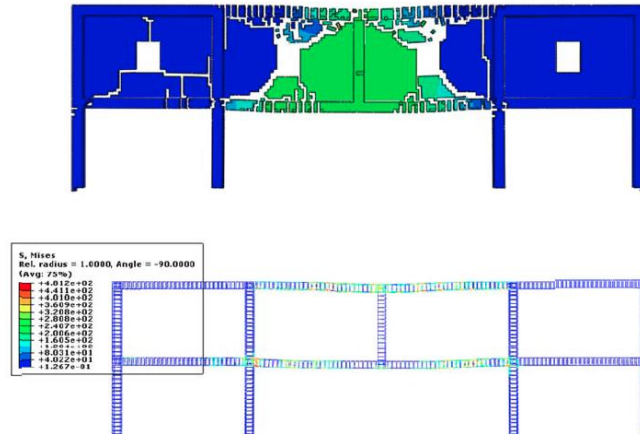 S, Mises
Rel. radius = 1.0000, Angle = -90.0000
(Avg: 75%)
+4.812e+02
+4.411e+02
+4.010e+02
+3.609e+02
+3.208e+02
+2.808e+02
+2.407e+02
+2.006e+02
+1.605e+02
+8.031e+01
+4.022e+01
+1.267e-01